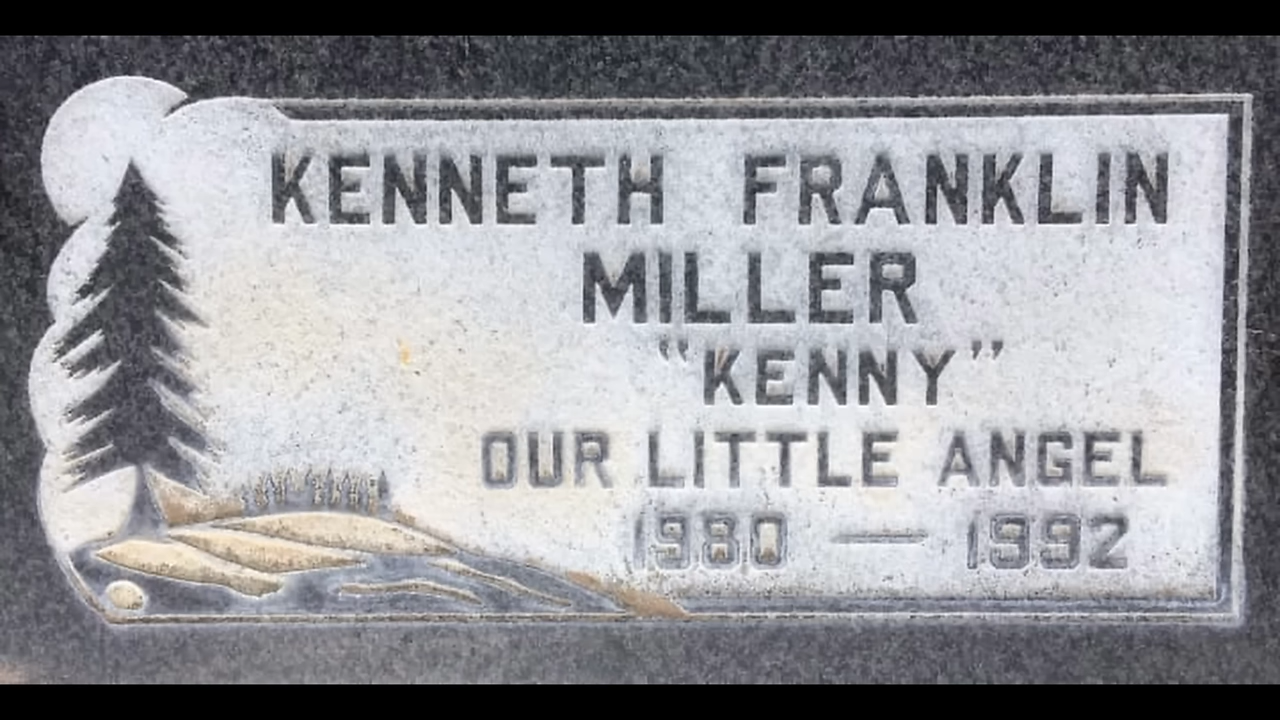 KENNETH FRANKLIN
MILLER
"KENNY"
OUR LITTLE ANGEL
1980 — 1992